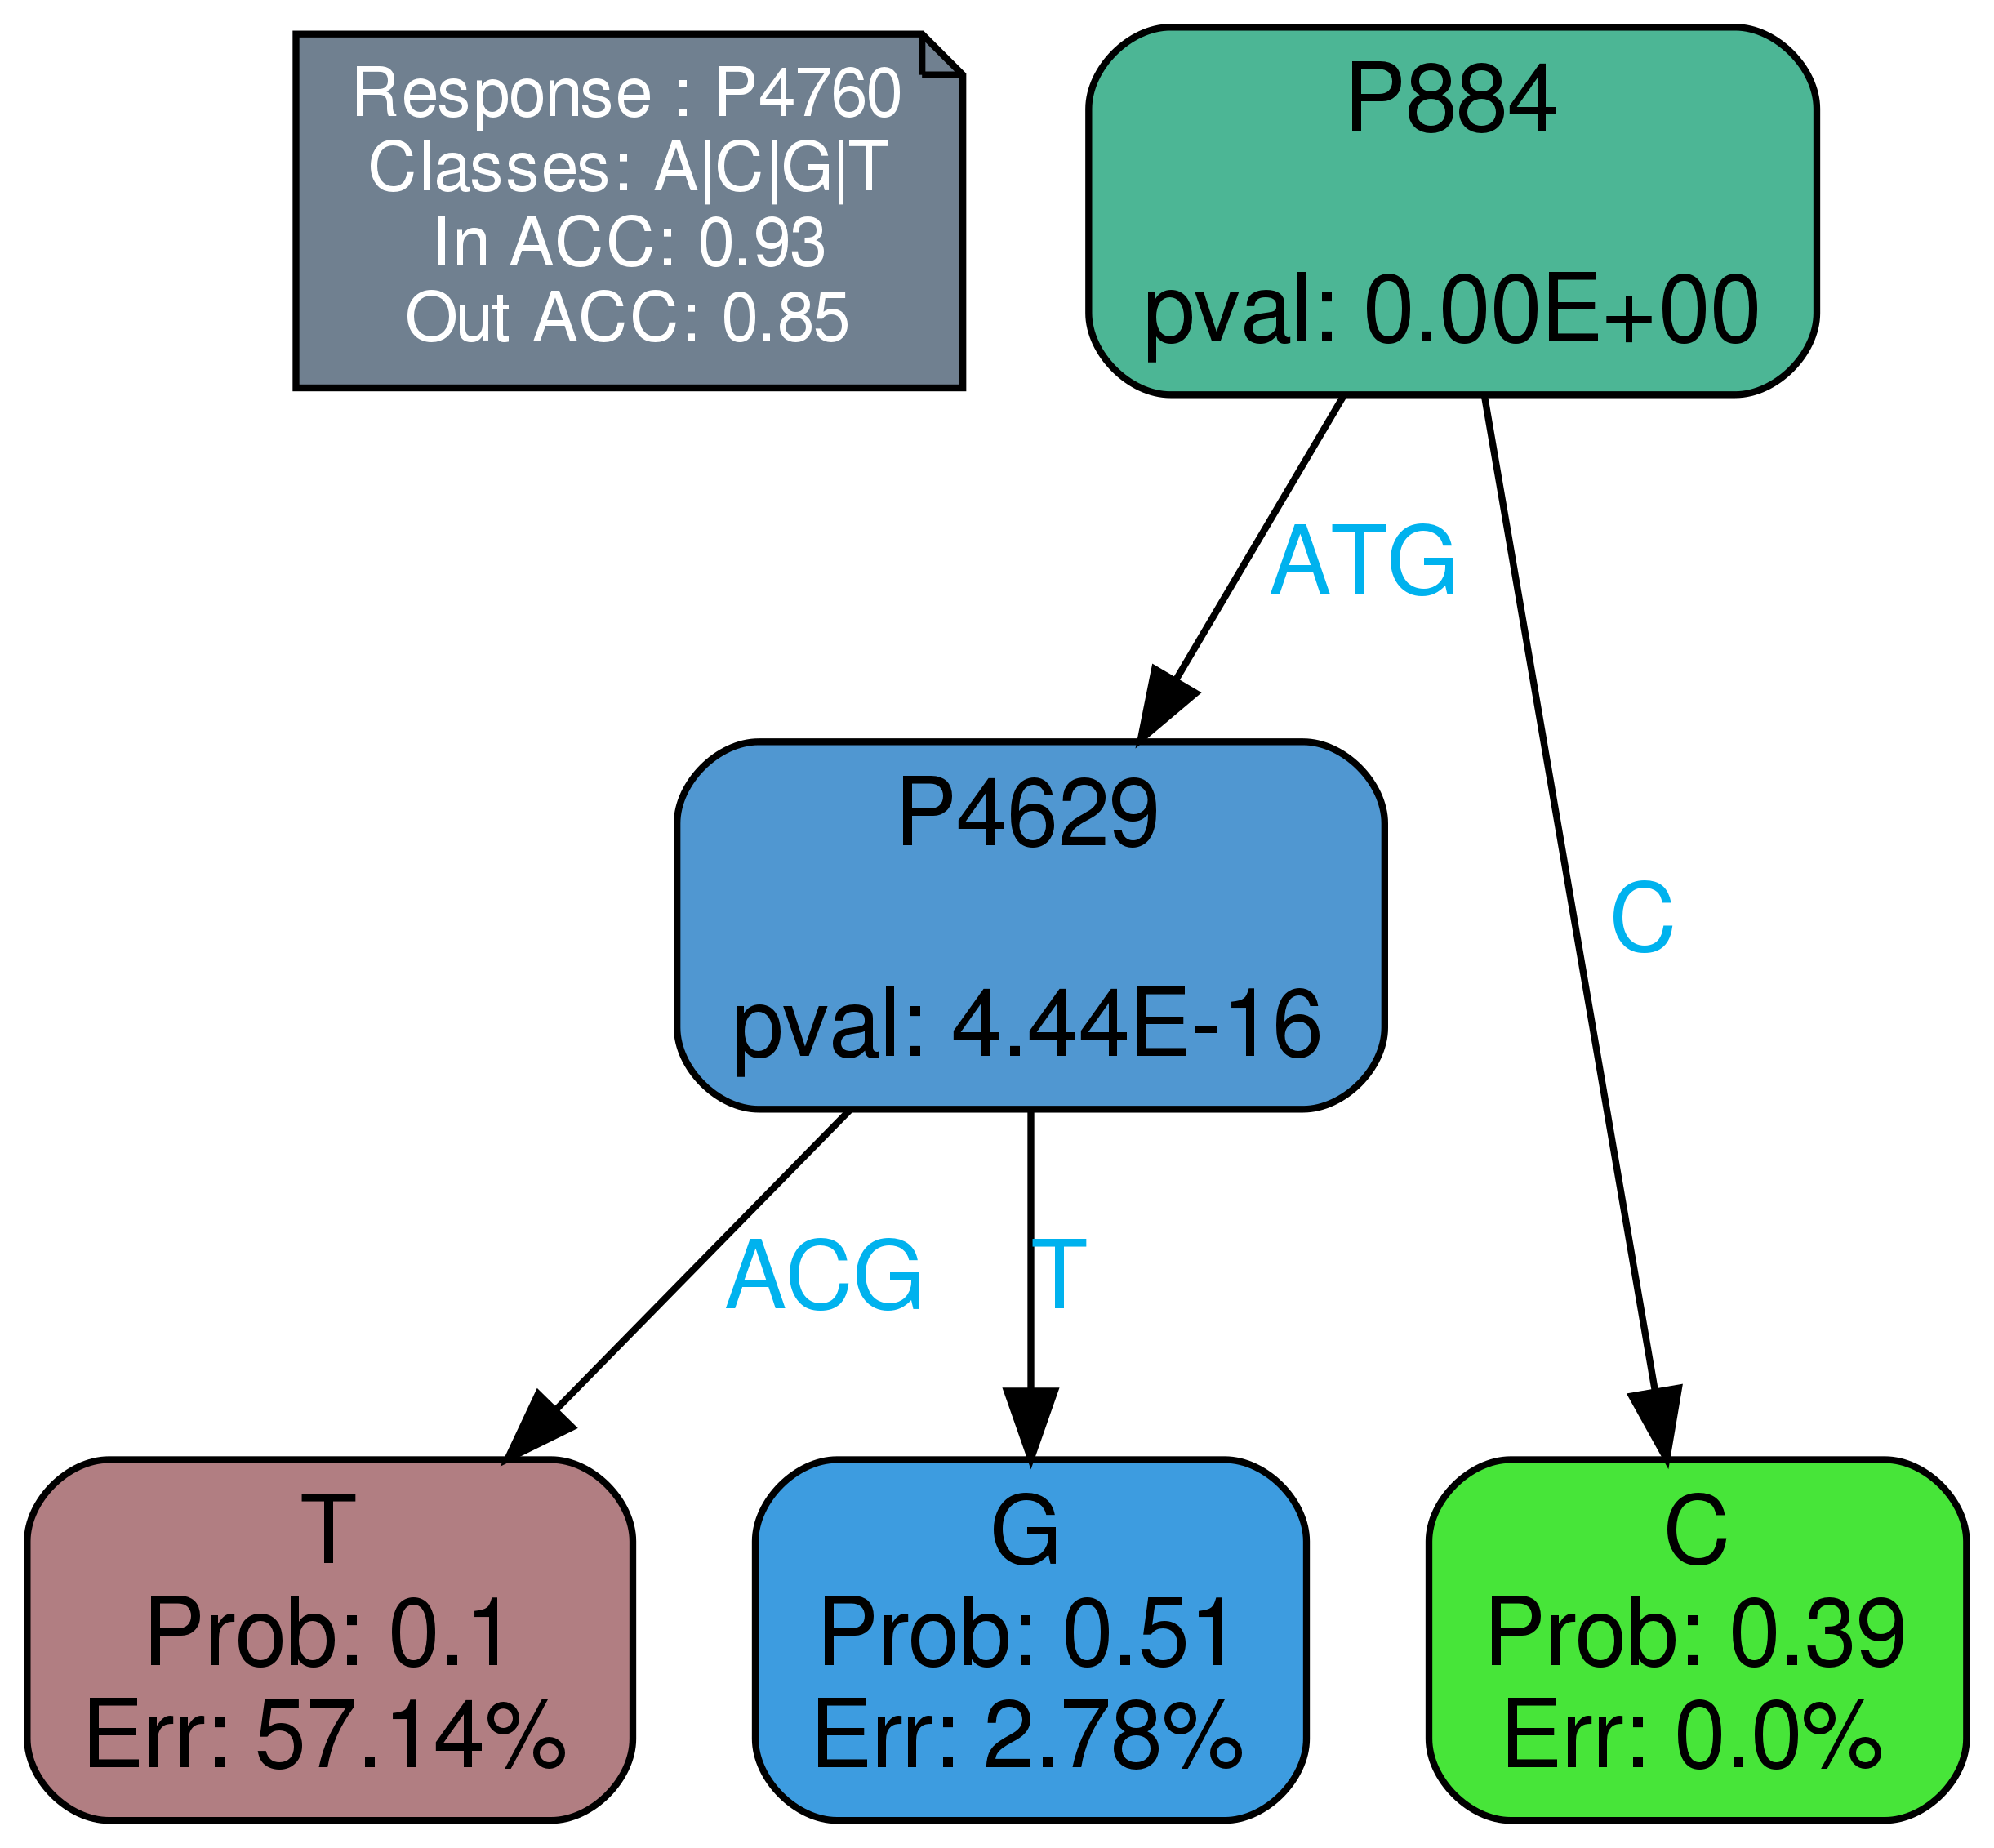 Response : P4760
Classes: A|C|G|T
In ACC: 0.93
Out ACC: 0.85
P884
pval: 0.00E+00
ATG
C
P4629
pval: 4.44E-16
ACG
T
T
Prob: 0.1
Err: 57.14%
G
Prob: 0.51
Err: 2.78%
C
Prob: 0.39
Err: 0.0%